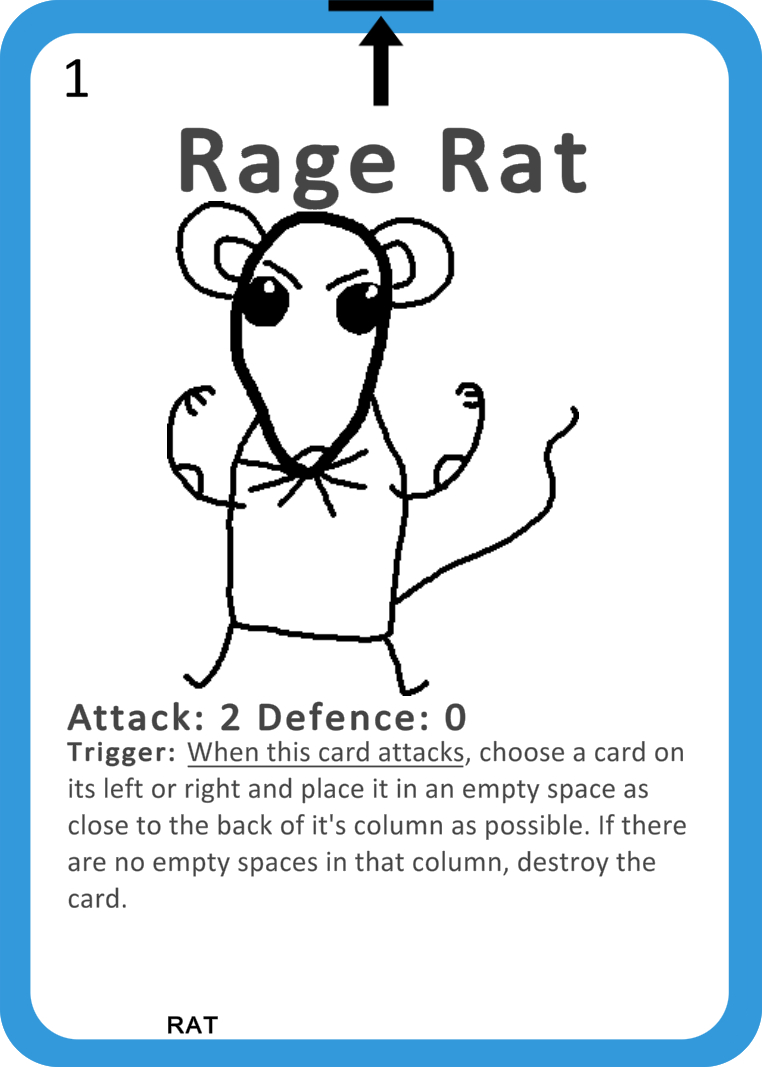 1
Rage Rat
Attack: 2 Defence: 0
Trigger: When this card attacks, choose a card on
its left or right and place it in an empty space as
close to the back of it's column as possible. If there
are no empty spaces in that column, destroy the
card.
RAT